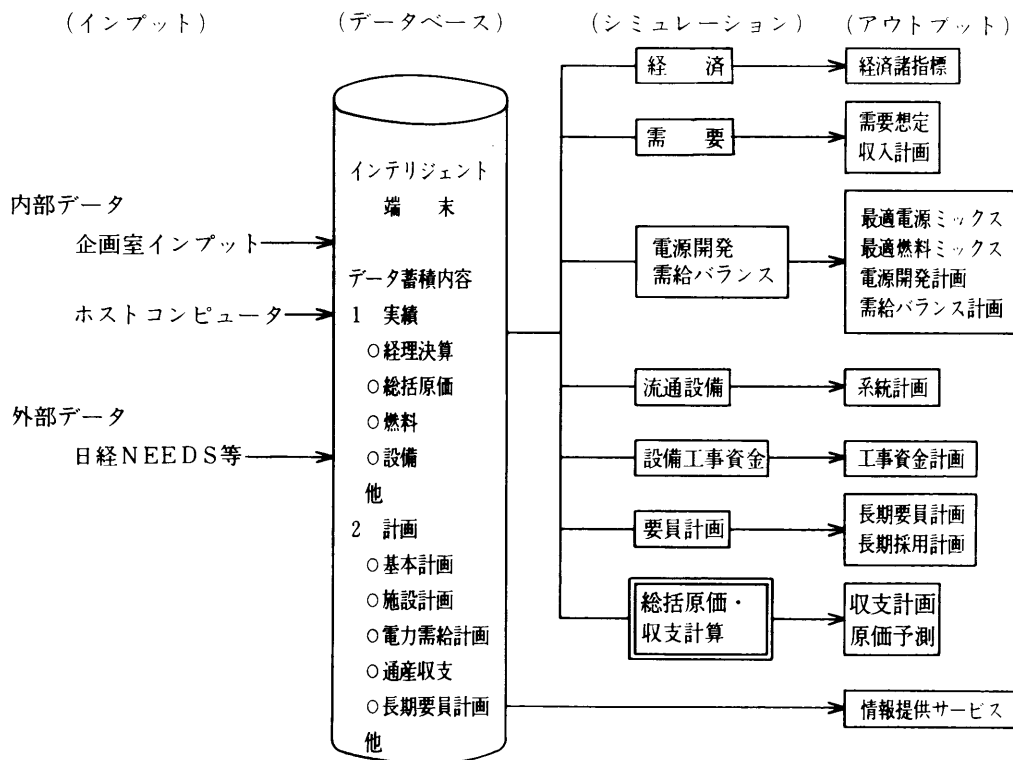 (インプット)
(データベース)
(シミュレーション)
(アウトプット)
内部データ
企画室インプット
ホストコンピュータ
外部データ
日経NEEDS等
インテリジェント
端 末
データ蓄積内容
1 実績
○経理決算
○総括原価
○燃料
○設備
他
2 計画
○基本計画
○施設計画
○電力需給計画
○通産収支
○長期要員計画
他
経 済
経済諸指標
需 要
需要想定
収入計画
電源開発
需給バランス
最適電源ミックス
最適燃料ミックス
電源開発計画
需給バランス計画
流通設備
系統計画
設備工事資金
工事資金計画
要員計画
長期要員計画
長期採用計画
総括原価・
収支計算
収支計画
原価予測
情報提供サービス